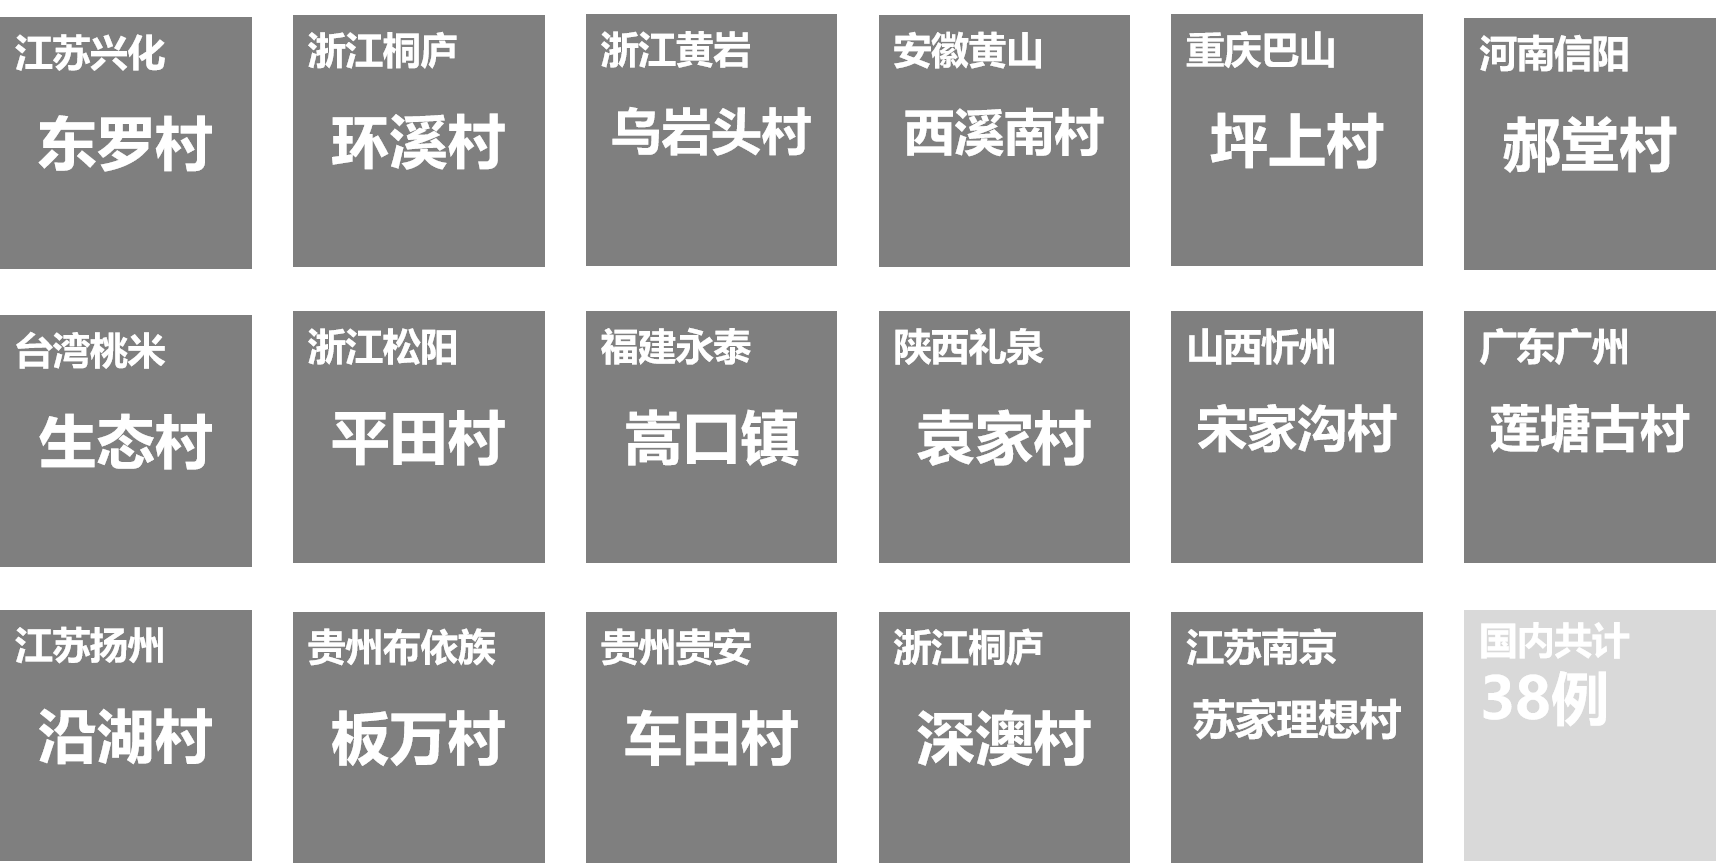 江苏兴化
东罗村
浙江桐庐
环溪村
浙江黄岩
乌岩头村
安徽黄山
西溪南村
重庆巴山
坪上村
河南信阳
郝堂村
台湾桃米
生态村
浙江松阳
平田村
福建永泰
嵩口镇
陕西礼泉
袁家村
山西忻州
宋家沟村
广东广州
莲塘古村
江苏扬州
沿湖村
贵州布依族
板万村
贵州贵安
车田村
浙江桐庐
深澳村
江苏南京
苏家理想村
国内共计
38例